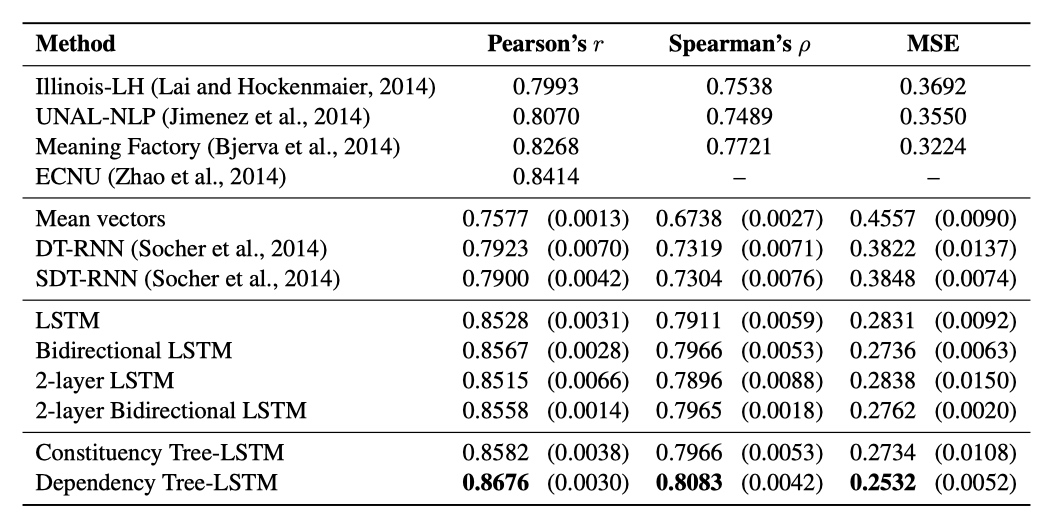 Method Pearson's r Spearman's ρ MSE
Illinois-LH (Lai and Hockenmaier, 2014) 0.7993 0.7538 0.3692
UNAL-NLP (Jimenez et al., 2014) 0.8070 0.7489 0.3550
Meaning Factory (Bjerva et al., 2014) 0.8268 0.7721 0.3224
ECNU (Zhao et al., 2014) 0.8414 – –
Mean vectors 0.7577 (0.0013) 0.6738 (0.0027) 0.4557 (0.0090)
DT-RNN (Socher et al., 2014) 0.7923 (0.0070) 0.7319 (0.0071) 0.3822 (0.0137)
SDT-RNN (Socher et al., 2014) 0.7900 (0.0042) 0.7304 (0.0076) 0.3848 (0.0074)
LSTM 0.8528 (0.0031) 0.7911 (0.0059) 0.2831 (0.0092)
Bidirectional LSTM 0.8567 (0.0028) 0.7966 (0.0053) 0.2736 (0.0063)
2-layer LSTM 0.8515 (0.0066) 0.7896 (0.0088) 0.2838 (0.0150)
2-layer Bidirectional LSTM 0.8558 (0.0014) 0.7965 (0.0018) 0.2762 (0.0020)
Constituency Tree-LSTM 0.8582 (0.0038) 0.7966 (0.0053) 0.2734 (0.0108)
Dependency Tree-LSTM 0.8676 (0.0030) 0.8083 (0.0042) 0.2532 (0.0052)